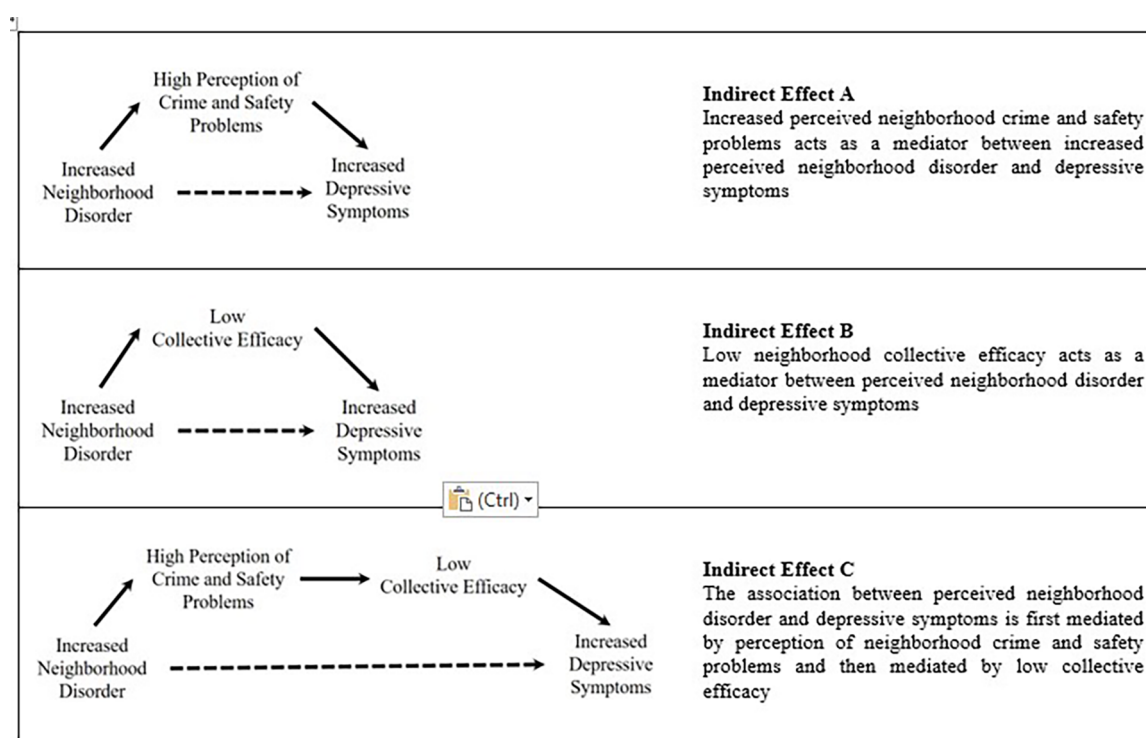 High Perception of
Crime and Safety
Problems
Increased
Neighborhood
Disorder
Increased
Depressive
Symptoms
Indirect Effect A
Increased perceived neighborhood crime and safety
problems acts as a mediator between increased
perceived neighborhood disorder and depressive
symptoms
Low
Collective Efficacy
Increased
Neighborhood
Disorder
Increased
Depressive
Symptoms
Indirect Effect B
Low neighborhood collective efficacy acts as a
mediator between perceived neighborhood disorder
and depressive symptoms
(Ctrl)
High Perception of
Crime and Safety
Problems
Low
Collective Efficacy
Increased
Neighborhood
Disorder
Increased
Depressive
Symptoms
Indirect Effect C
The association between perceived neighborhood
disorder and depressive symptoms is first mediated
by perception of neighborhood crime and safety
problems and then mediated by low collective
efficacy